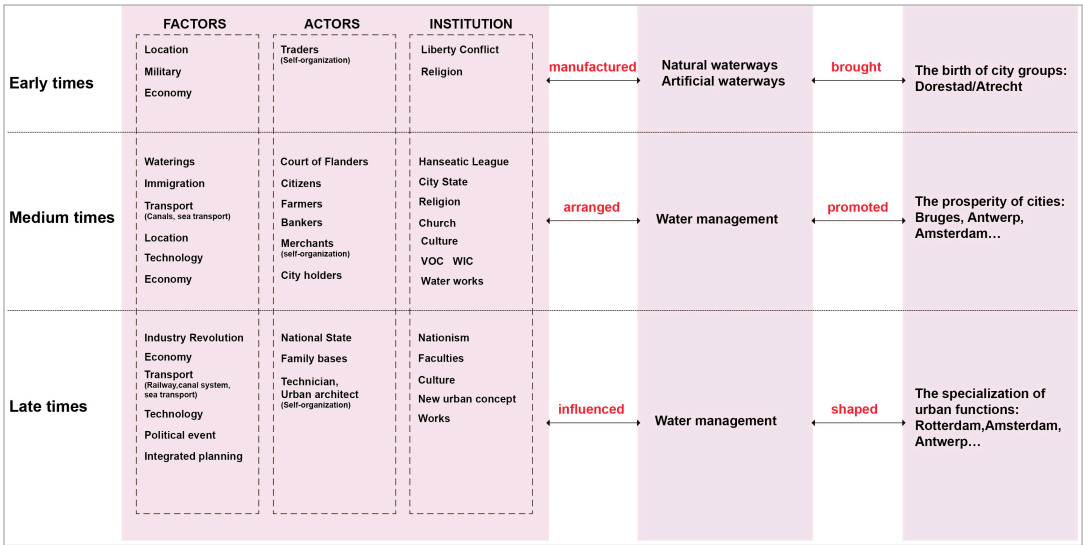 FACTORS ACTORS INSTITUTION
Early times
Location
Military
Economy
Traders
(Self-organization)
Liberty Conflict
Religion
manufactured
Natural waterways
Artificial waterways
brought
The birth of city groups:
Dorestad/Atrecht
Medium times
Waterings
Immigration
Transport
(Canals, sea transport)
Location
Technology
Economy
Court of Flanders
Citizens
Farmers
Bankers
Merchants
(self-organization)
City holders
Hanseatic League
City State
Religion
Church
Culture
VOC WIC
Water works
arranged
Water management
promoted
The prosperity of cities:
Bruges, Antwerp,
Amsterdam…
Late times
Industry Revolution
Economy
Transport
(Railway,canal system,
sea transport)
Technology
Political event
Integrated planning
National State
Family bases
Technician,
Urban architect
(Self-organization)
Nationism
Faculties
Culture
New urban concept
Works
influenced
Water management
shaped
The specialization of
urban functions:
Rotterdam,Amsterdam,
Antwerp…